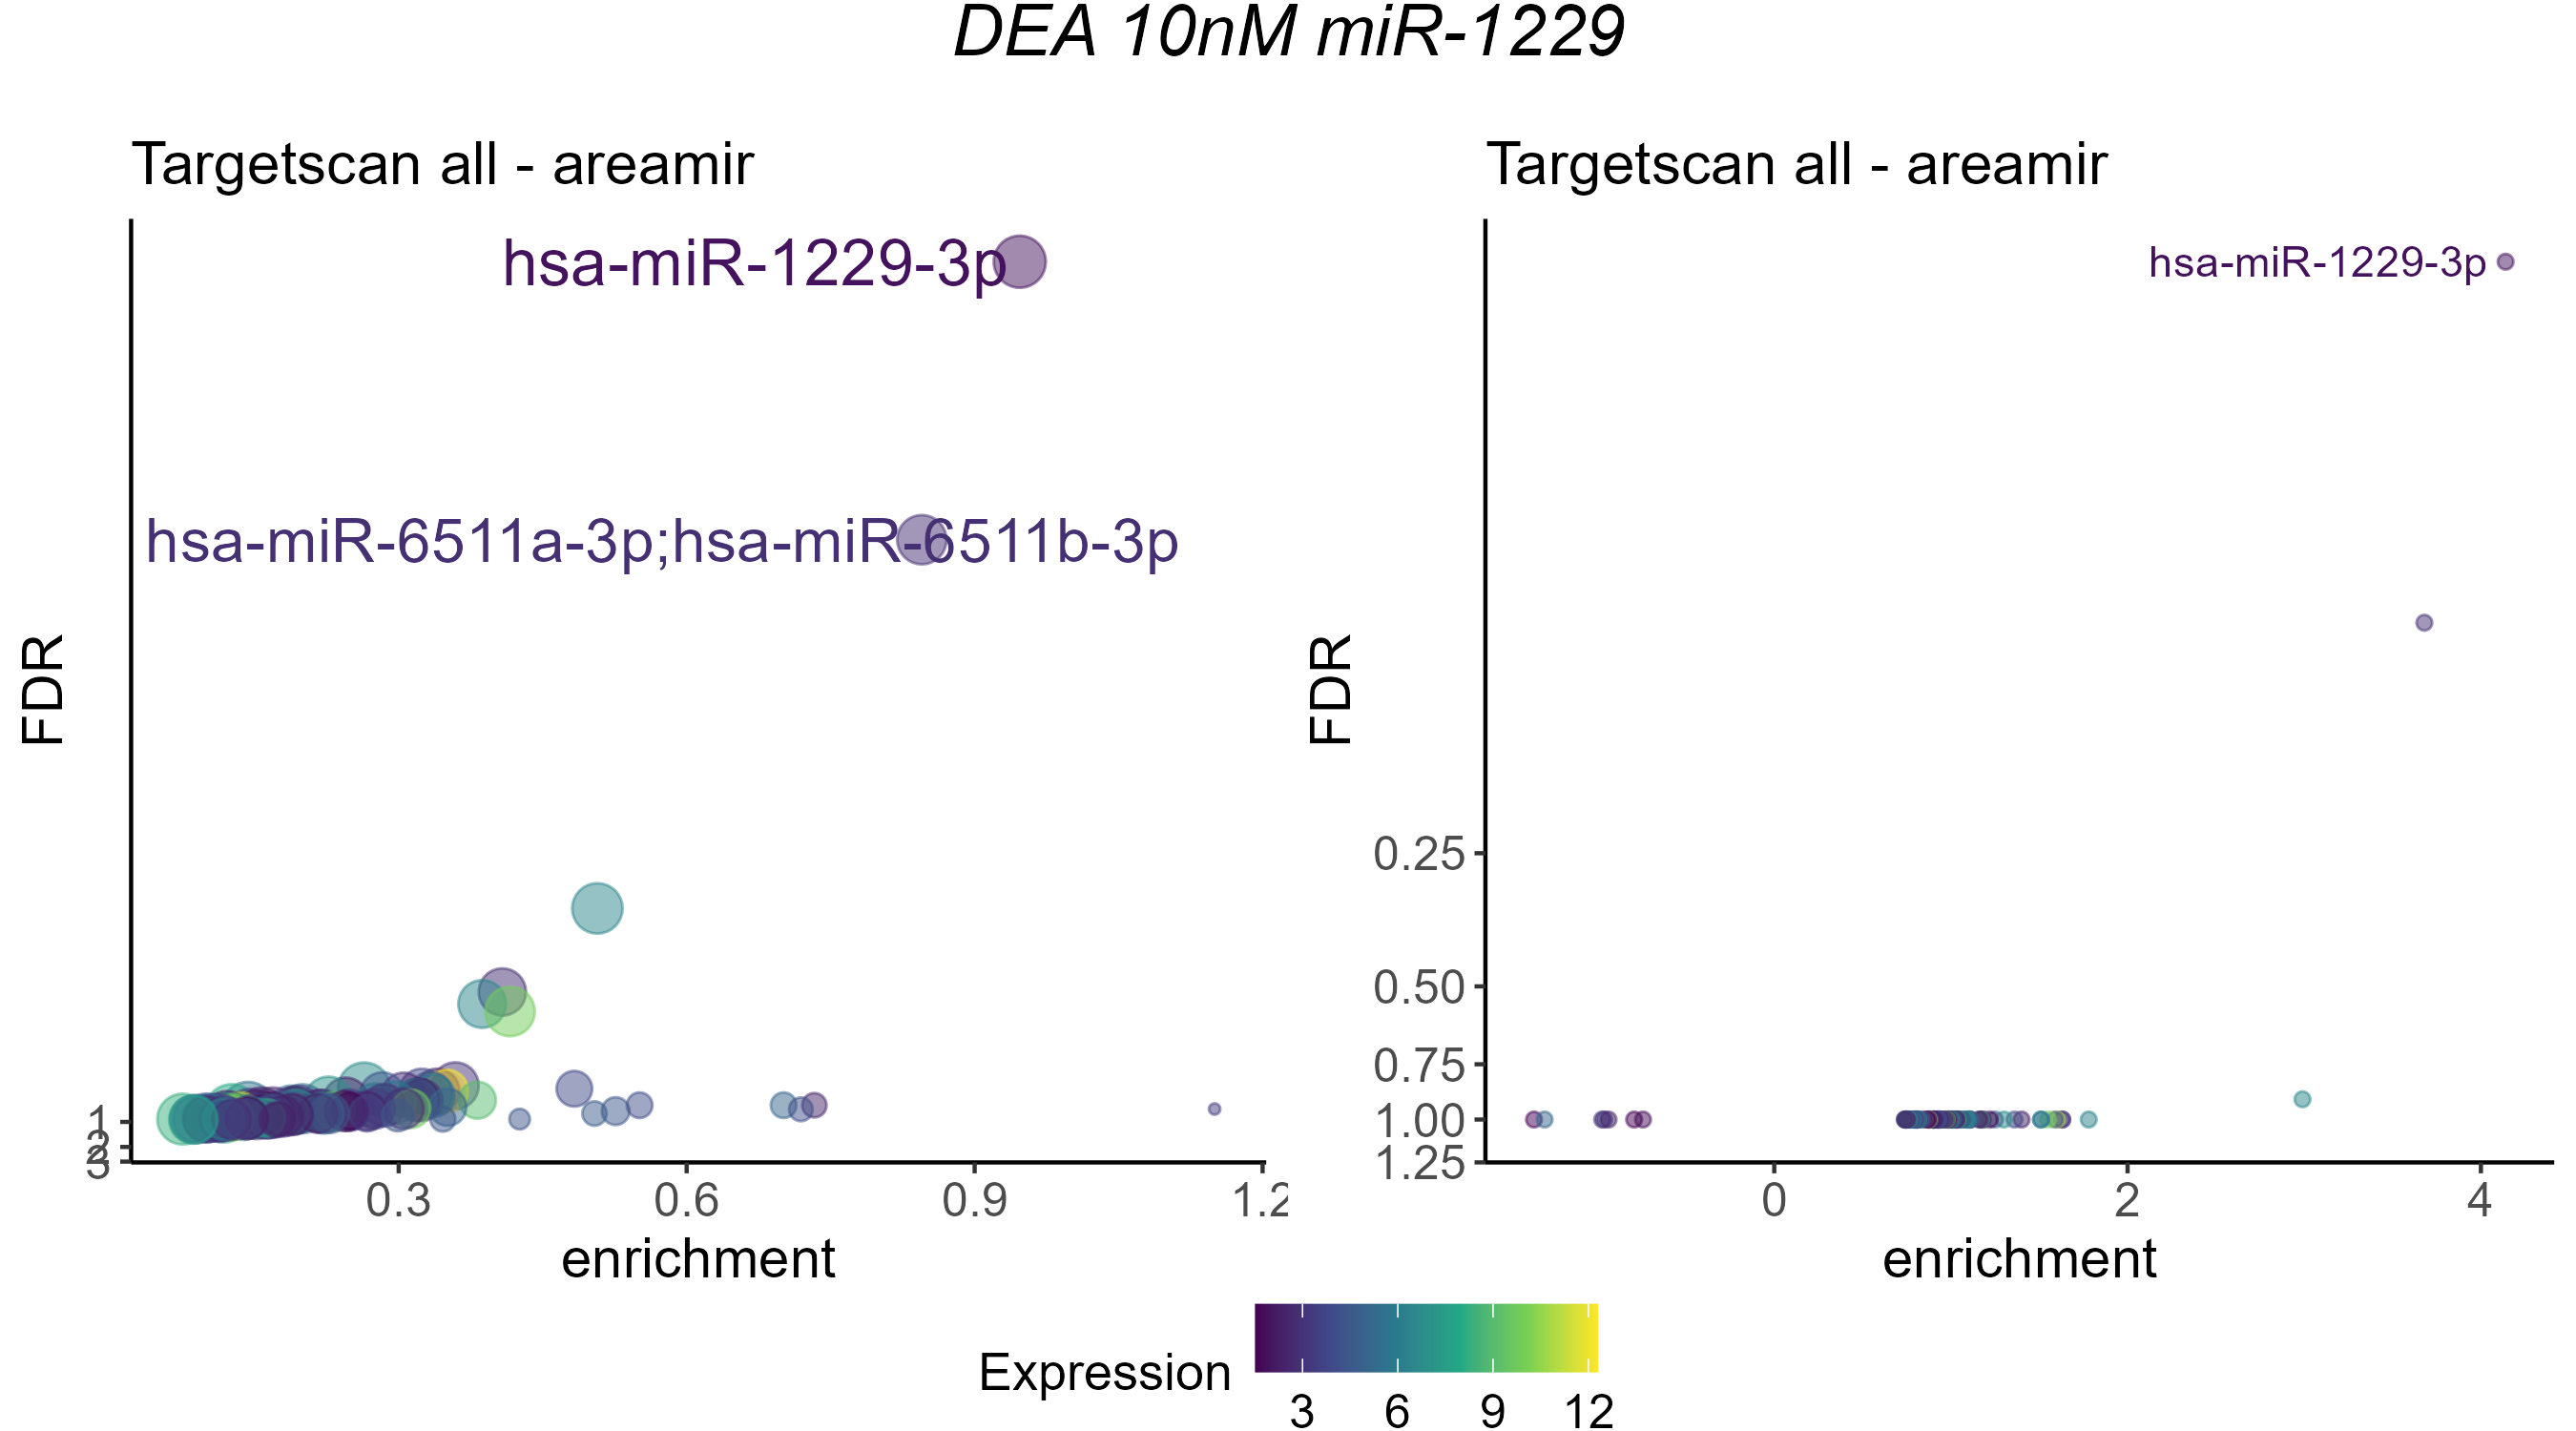 DEA 10nM miR-1229
Targetscan all - areamir
hsa-miR-1229-3p
hsa-miR-6511a-3p;hsa-miR-6511b-3p
FDR
1
2
3
0.3 0.6 0.9 1.2
enrichment
Targetscan all - areamir
hsa-miR-1229-3p
FDR
0.25
0.50
0.75
1.00
1.25
0 2 4
enrichment
Expression
3 6 9 12